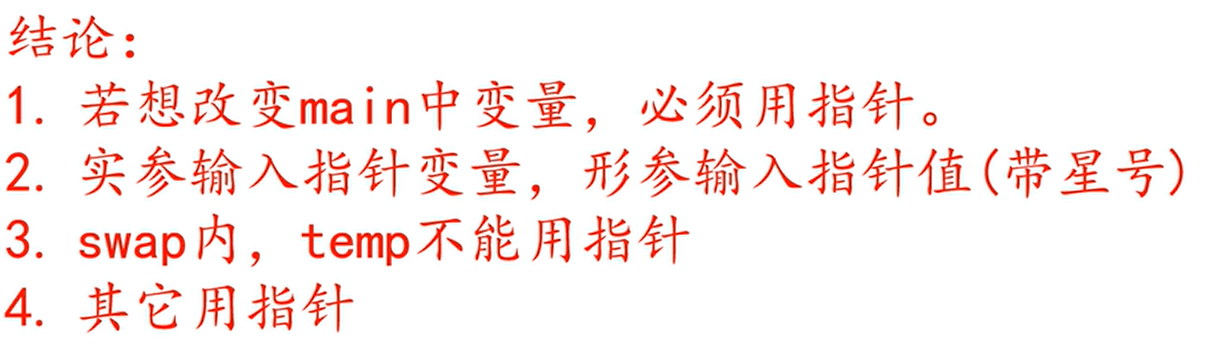 结论：
1. 若想改变main中变量，必须用指针。
2. 实参输入指针变量，形参输入指针值(带星号)
3. swap内，temp不能用指针
4. 其它用指针